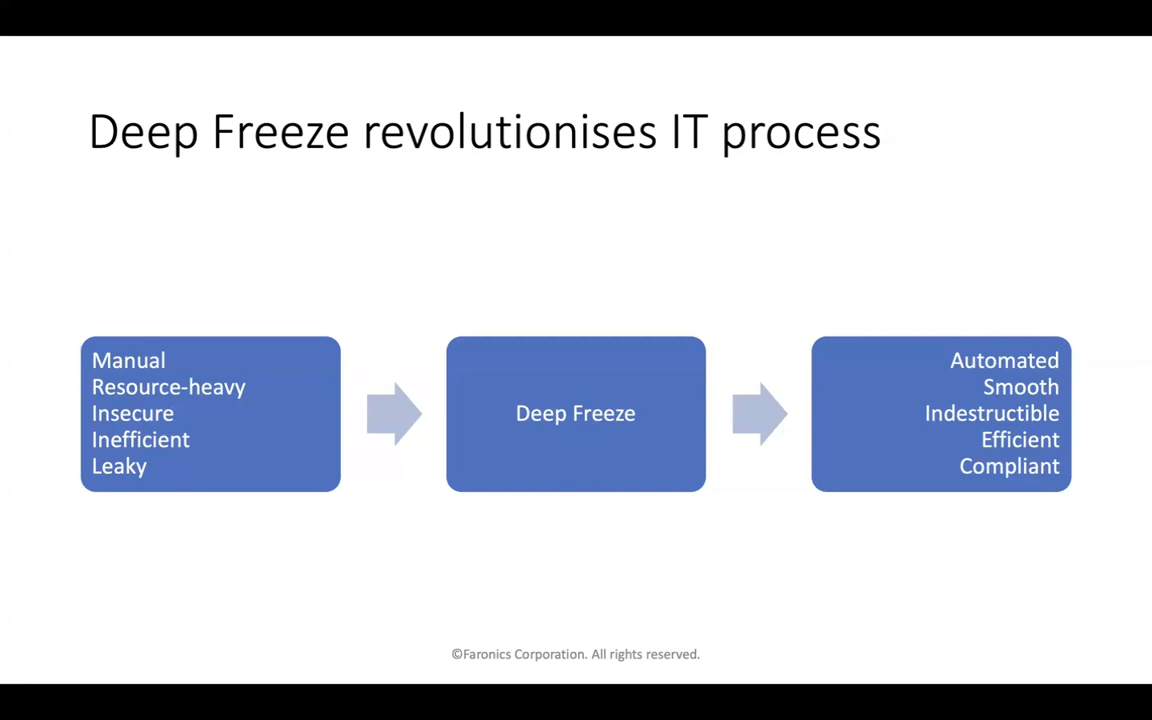 Deep Freeze revolutionises IT process
Manual
Resource-heavy
Insecure
Inefficient
Leaky
Deep Freeze
Automated
Smooth
Indestructible
Efficient
Compliant
©Faronics Corporation. All rights reserved.